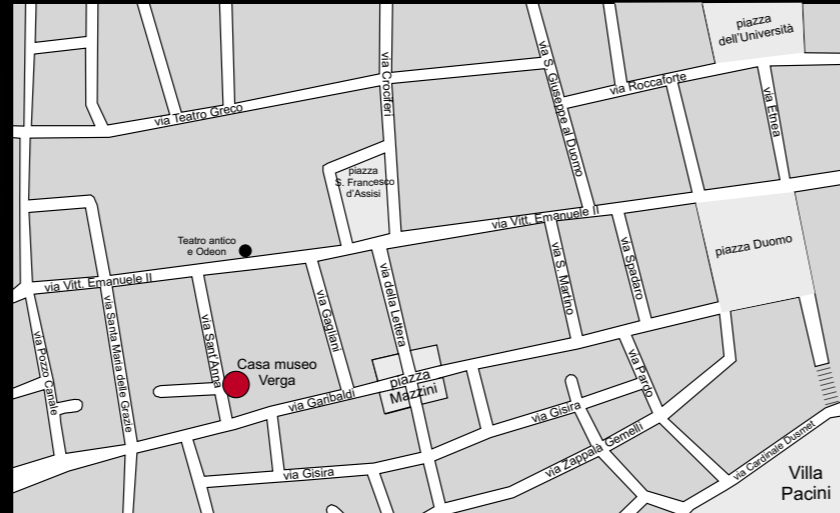 piazza
dell'Università
via Crociferi
via S. Giuseppe al Duomo
via Roccaforte
via Etnea
via Teatro Greco
piazza
S. Francesco
d'Assisi
via Vitt. Emanuele II
Teatro antico
e Odeon
via S. Martino
via Spadaro
piazza Duomo
via Vitt. Emanuele II
via Pozzo Canale
via Santa Maria delle Grazie
via Sant'Anna
via Gagliani
via della Lettera
Casa museo
Verga
piazza
Mazzini
via Garibaldi
via Pardo
via Gisira
via Gisira
via Zappalà Gemelli
via Cardinale Dusmet
Villa
Pacini